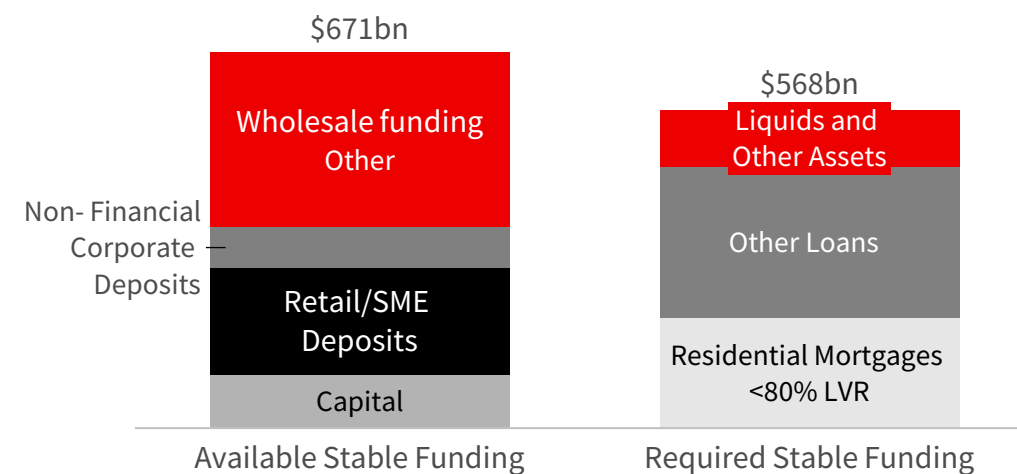 $671bn
Wholesale funding
Other
Non- Financial
Corporate
Deposits
Retail/SME
Deposits
Capital
Available Stable Funding
$568bn
Liquids and
Other Assets
Other Loans
Residential Mortgages
<80% LVR
Required Stable Funding